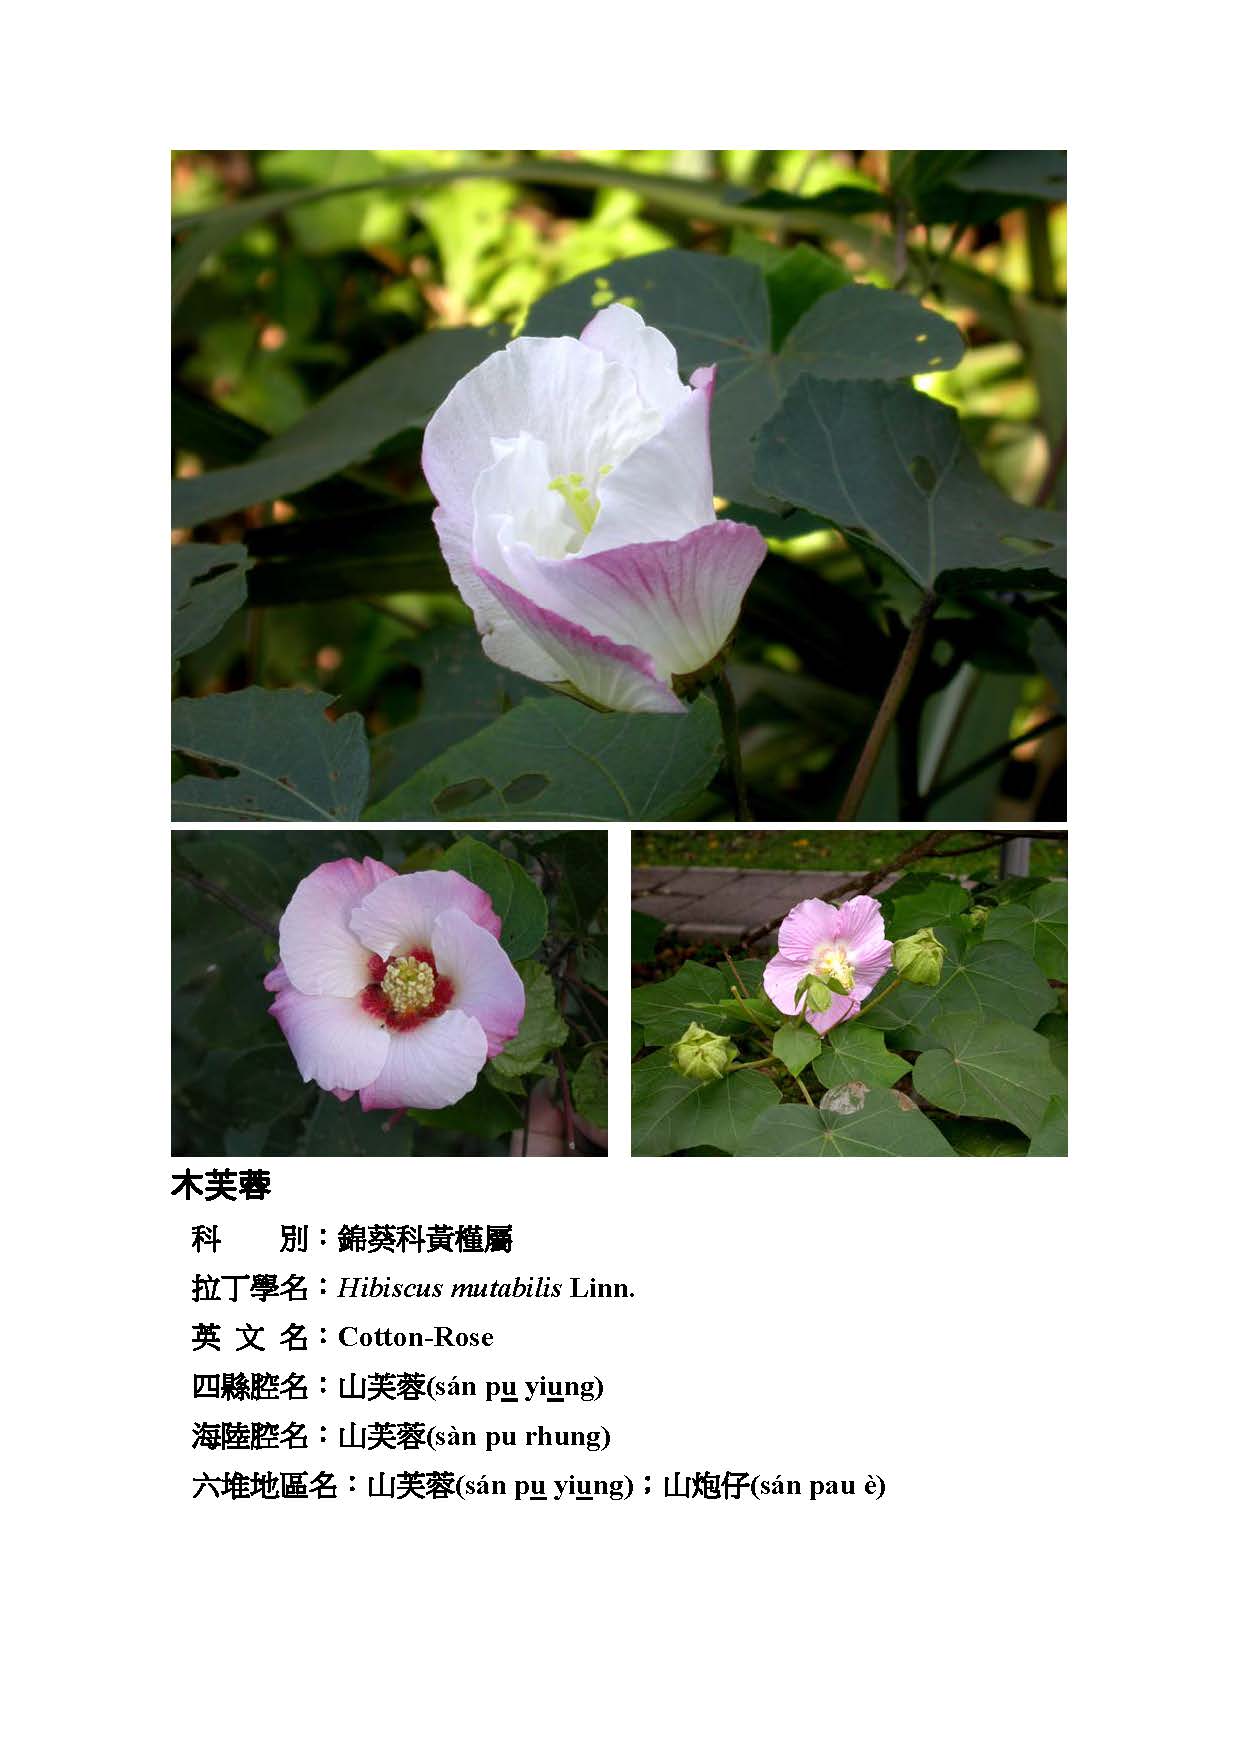 木芙蓉
科　　別：錦葵科黃槿屬
拉丁學名：Hibiscus mutabilis Linn.
英 文 名：Cotton-Rose
四縣腔名：山芙蓉(sán pu yiung)
海陸腔名：山芙蓉(sàn pu rhung)
六堆地區名：山芙蓉(sán pu yiung)；山炮仔(sán pau è)